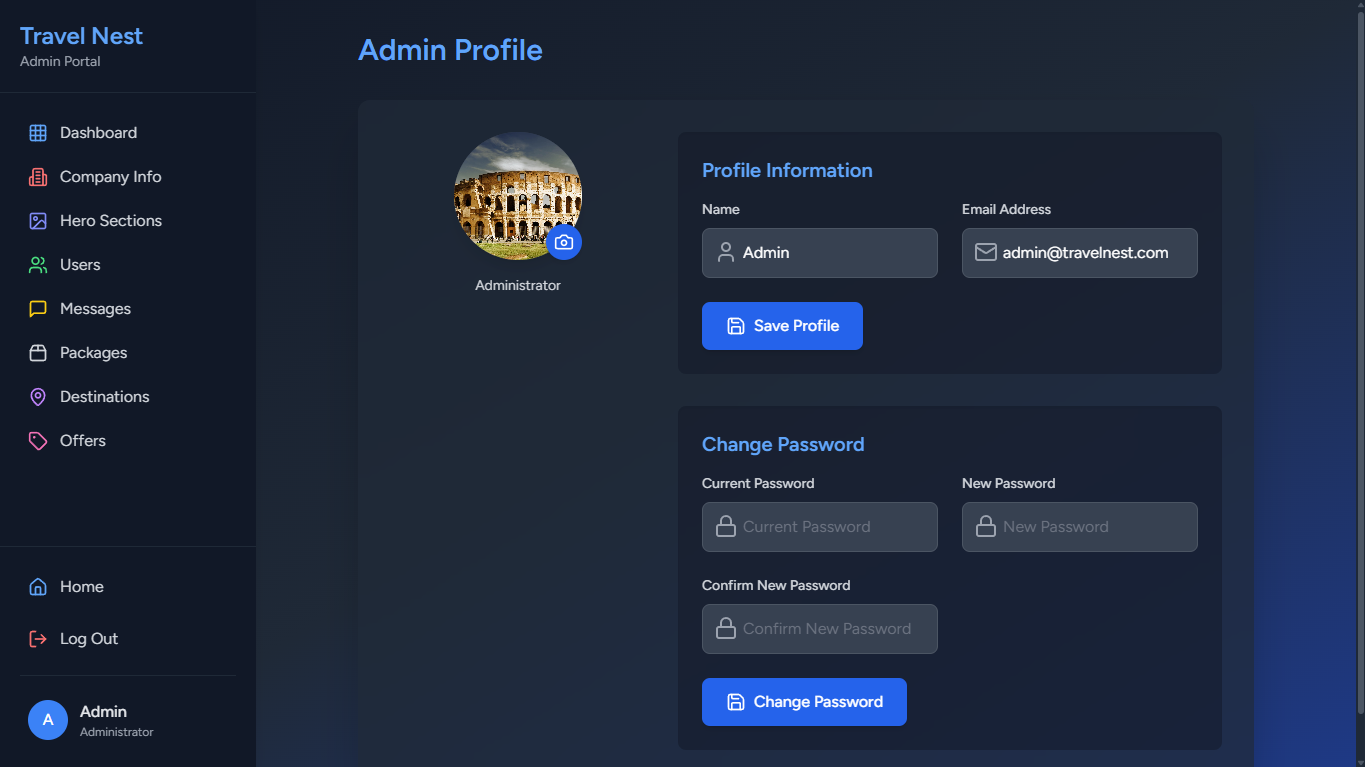 Travel Nest
Admin Portal
Dashboard
Company Info
Hero Sections
Users
Messages
Packages
Destinations
Offers
Home
Log Out
A
Admin
Administrator
Admin Profile
Administrator
Profile Information
Name
Email Address
Admin
admin@travelnest.com
Save Profile
Change Password
Current Password
New Password
Current Password
New Password
Confirm New Password
Confirm New Password
Change Password